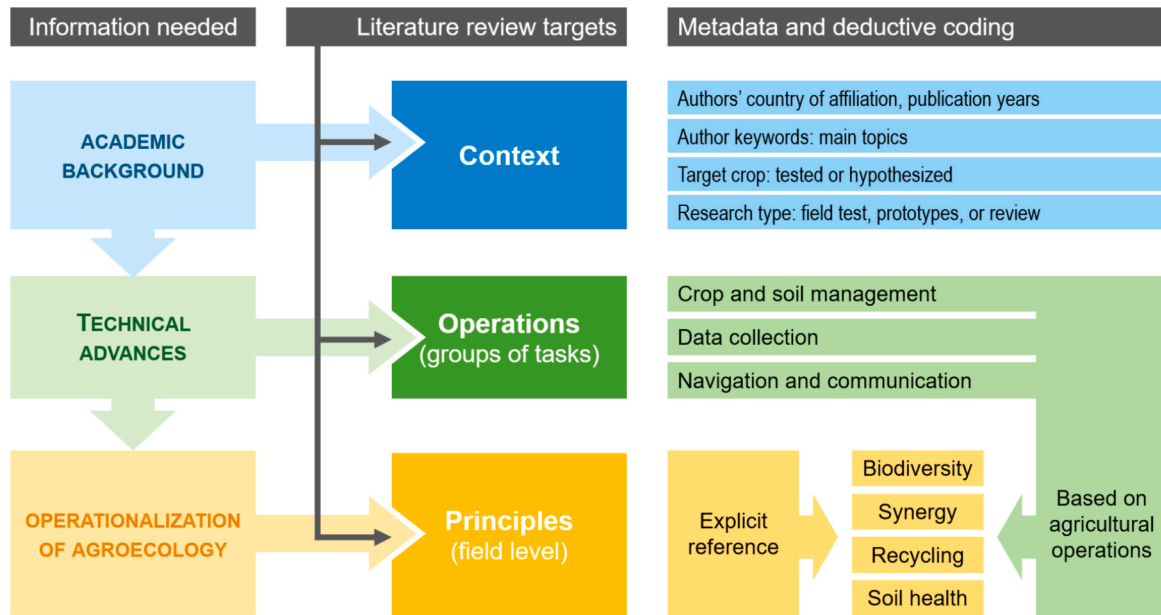 Information needed
Literature review targets
Metadata and deductive coding
ACADEMIC
BACKGROUND
Context
Authors' country of affiliation, publication years
Author keywords: main topics
Target crop: tested or hypothesized
Research type: field test, prototypes, or review
TECHNICAL
ADVANCES
Operations
(groups of tasks)
Crop and soil management
Data collection
Navigation and communication
OPERATIONALIZATION
OF AGROECOLOGY
Principles
(field level)
Explicit
reference
Biodiversity
Synergy
Recycling
Soil health
Based on
agricultural
operations